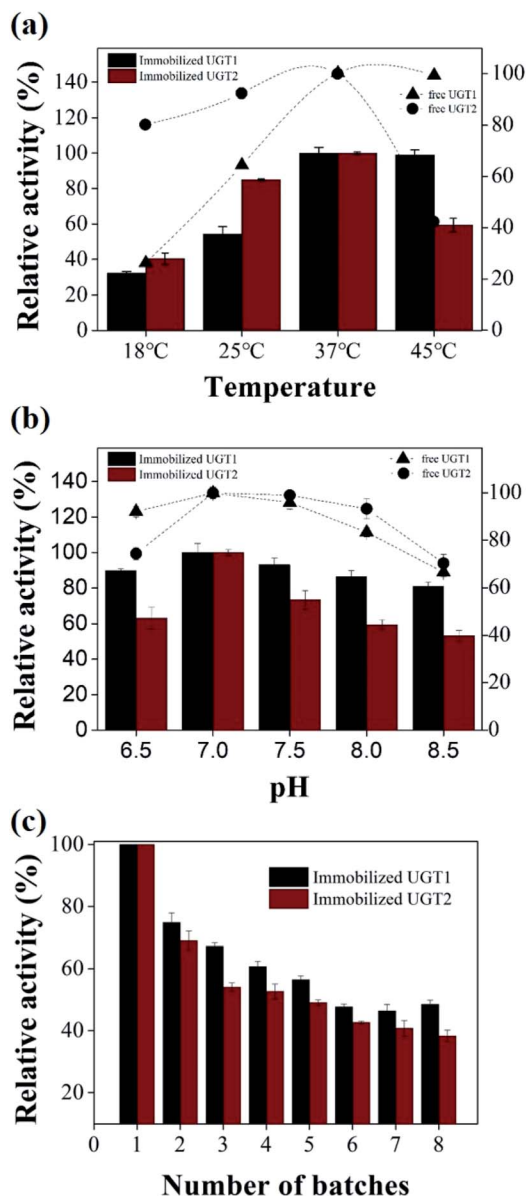 (a)
Immobilized UGT1
Immobilized UGT2
free UGT1
free UGT2
Relative activity (%)
140
120
100
80
60
40
20
0
100
80
60
40
20
0
18°C 25°C 37°C 45°C
Temperature
(b)
Immobilized UGT1
Immobilized UGT2
free UGT1
free UGT2
Relative activity (%)
140
120
100
80
60
40
20
0
100
80
60
40
20
0
6.5 7.0 7.5 8.0 8.5
pH
(c)
Immobilized UGT1
Immobilized UGT2
Relative activity (%)
100
80
60
40
20
0 1 2 3 4 5 6 7 8
Number of batches